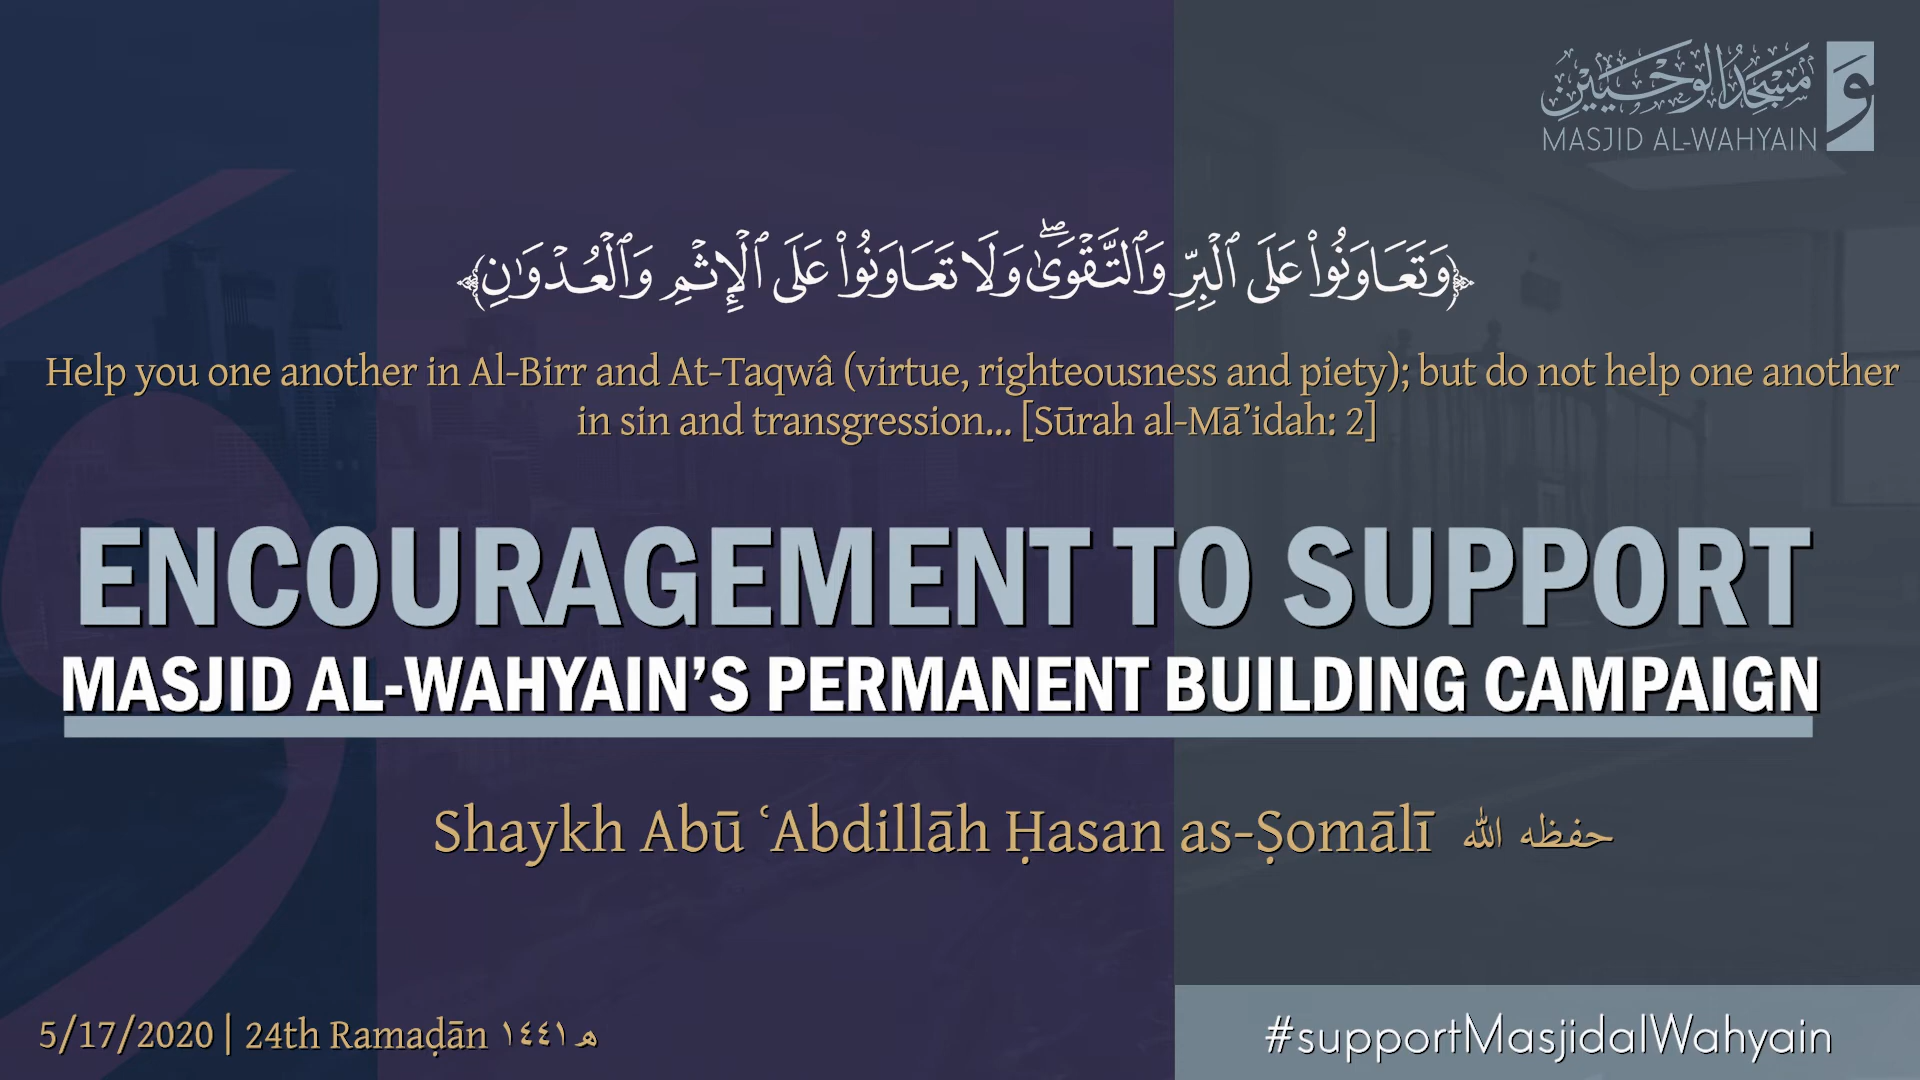 مَسْجِدُ الْوَحْيَيْنِ
MASJID AL-WAHYAIN
﴿وَتَعَاوَنُوا۟ عَلَى ٱلْبِرِّ وَٱلتَّقْوَىٰ ۖ وَلَا تَعَاوَنُوا۟ عَلَى ٱلْإِثْمِ وَٱلْعُدْوَٰنِ﴾
Help you one another in Al-Birr and At-Taqwâ (virtue, righteousness and piety); but do not help one another
in sin and transgression... [Sūrah al-Mā’idah: 2]
ENCOURAGEMENT TO SUPPORT
MASJID AL-WAHYAIN’S PERMANENT BUILDING CAMPAIGN
Shaykh Abū ʿAbdillāh Ḥasan as-Ṣomālī حفظه الله
5/17/2020 | 24th Ramaḍān ١٤٤١ ه
#supportMasjidalWahyain